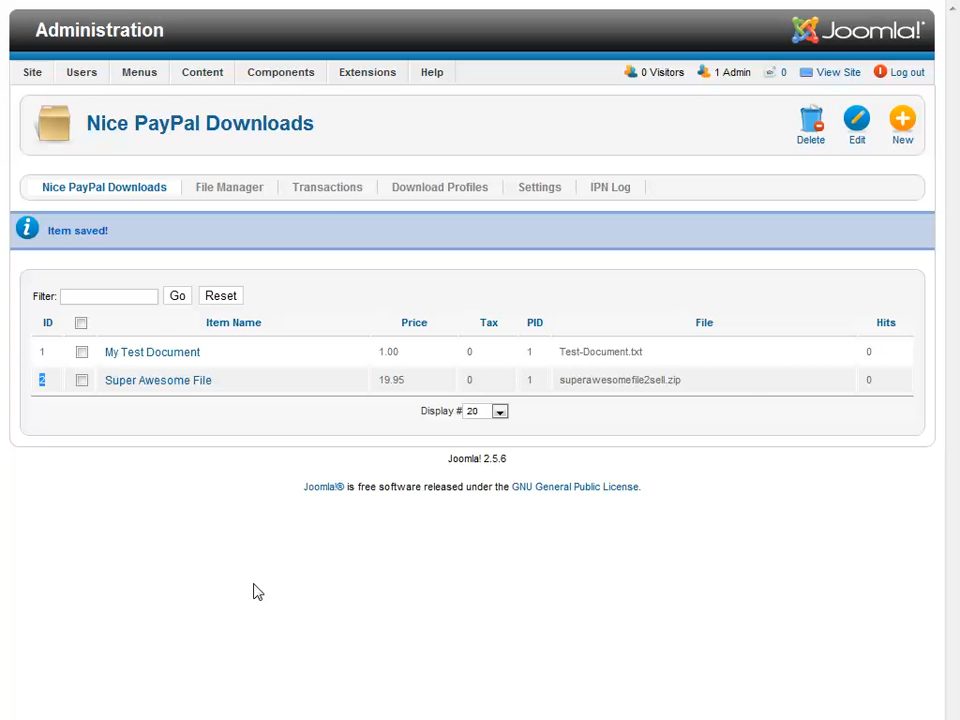 Administration
Joomla!
Site Users Menus Content Components Extensions Help 0 Visitors 1 Admin 0 View Site Log out
Nice PayPal Downloads
Delete Edit New
Nice PayPal Downloads File Manager Transactions Download Profiles Settings IPN Log
Item saved!
Filter: Go Reset
ID Item Name Price Tax PID File Hits
1 My Test Document 1.00 0 1 Test-Document.txt 0
2 Super Awesome File 19.95 0 1 superawesomefile2sell.zip 0
Display # 20
Joomla! 2.5.6
Joomla!® is free software released under the GNU General Public License.